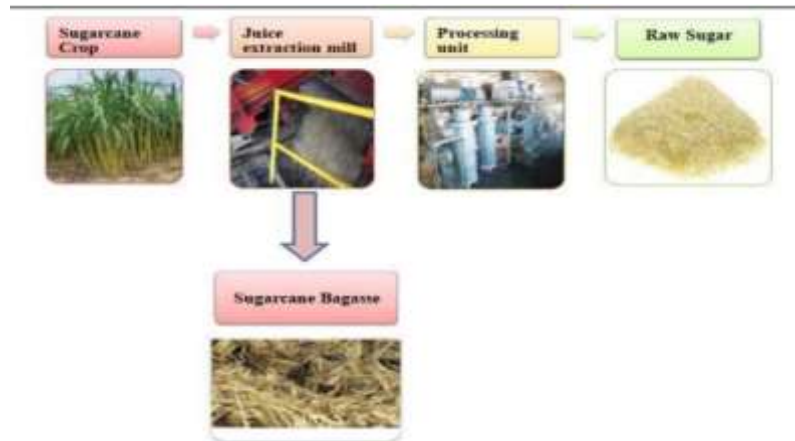 Sugarcane
Crop
Juice
extraction mill
Processing
unit
Raw Sugar
Sugarcane Bagasse